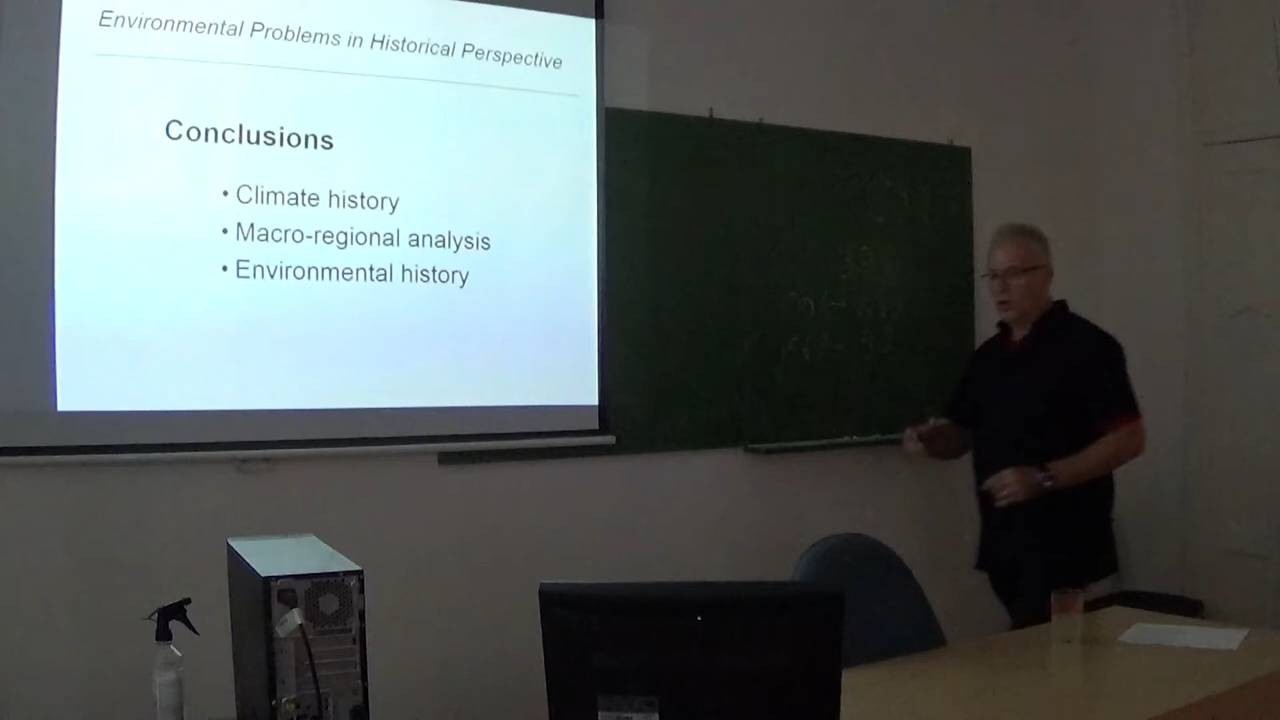 Environmental Problems in Historical Perspective
Conclusions
• Climate history
• Macro-regional analysis
• Environmental history